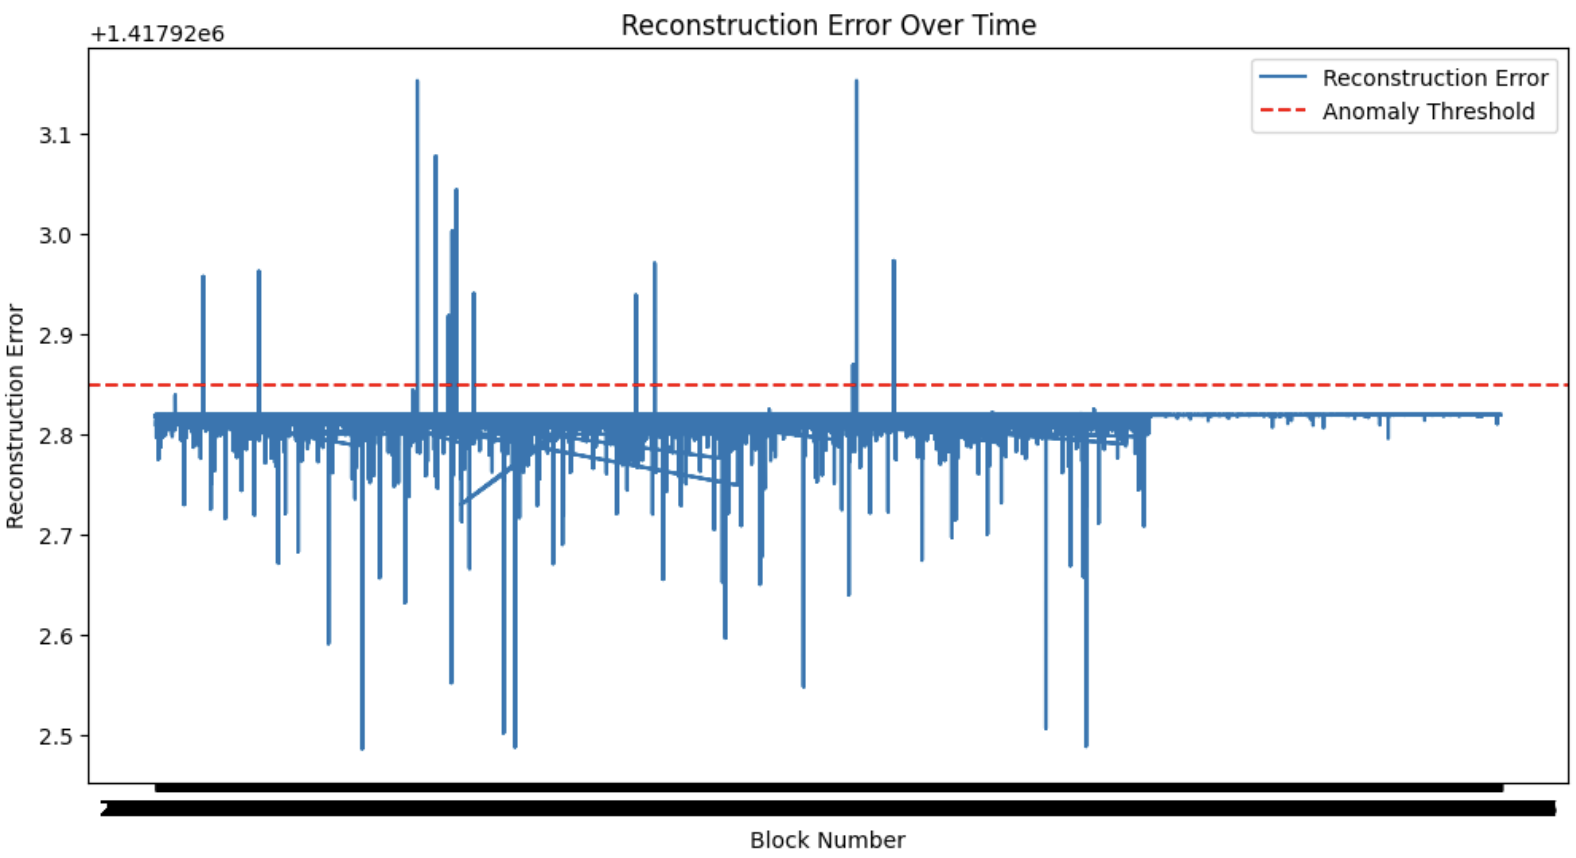 Reconstruction Error Over Time
+1.41792e6
Reconstruction Error
Anomaly Threshold
3.1
3.0
2.9
2.8
2.7
2.6
2.5
Reconstruction Error
Block Number